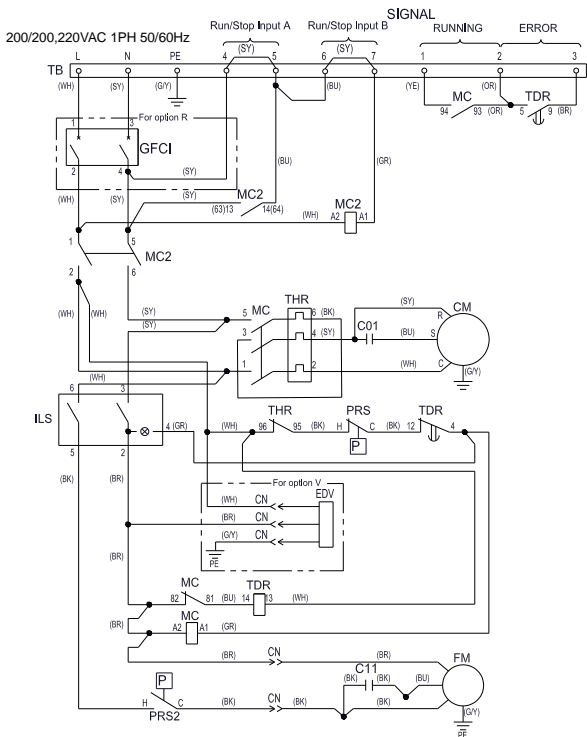 SIGNAL
Run/Stop Input A Run/Stop Input B RUNNING ERROR
200/200,220VAC 1PH 50/60Hz
(SY) (SY)
L N PE 4 5 6 7 1 2 3
TB
(WH) (SY) (G/Y) (BU) (YE) (OR)
MC TDR
94 93 (OR) 5 9 (BR)
For option R
1 3
GFCI
(BU) (GR)
2 4 (SY)
(WH) (SY) (SY) MC2
(63)13 14(64) MC2
(WH) A2 A1
1 5
MC2
2 6
(SY)
(WH) (WH) (SY) 5 MC THR 6 (BK) CM
(SY) R
3 4 (SY) C01 (BU) S
1 2 (WH) C
(WH) (G/Y)
6 3
ILS
THR PRS TDR
4 (GR) (WH) 96 95 (BK) H C (BK) 12 4
P
5 2
(BK) (BR)
For option V
(WH) CN EDV
(BR) CN
(G/Y) CN
PE
(BR)
MC TDR
82 81 (BU) 14 13 (WH)
MC
(BR) A2 A1 (GR)
(BR) (BR) CN (BR) FM
C11
P (BK) (BK) (BU)
H C (BK) CN (BK) (BK)
PRS2 (G/Y)
PE